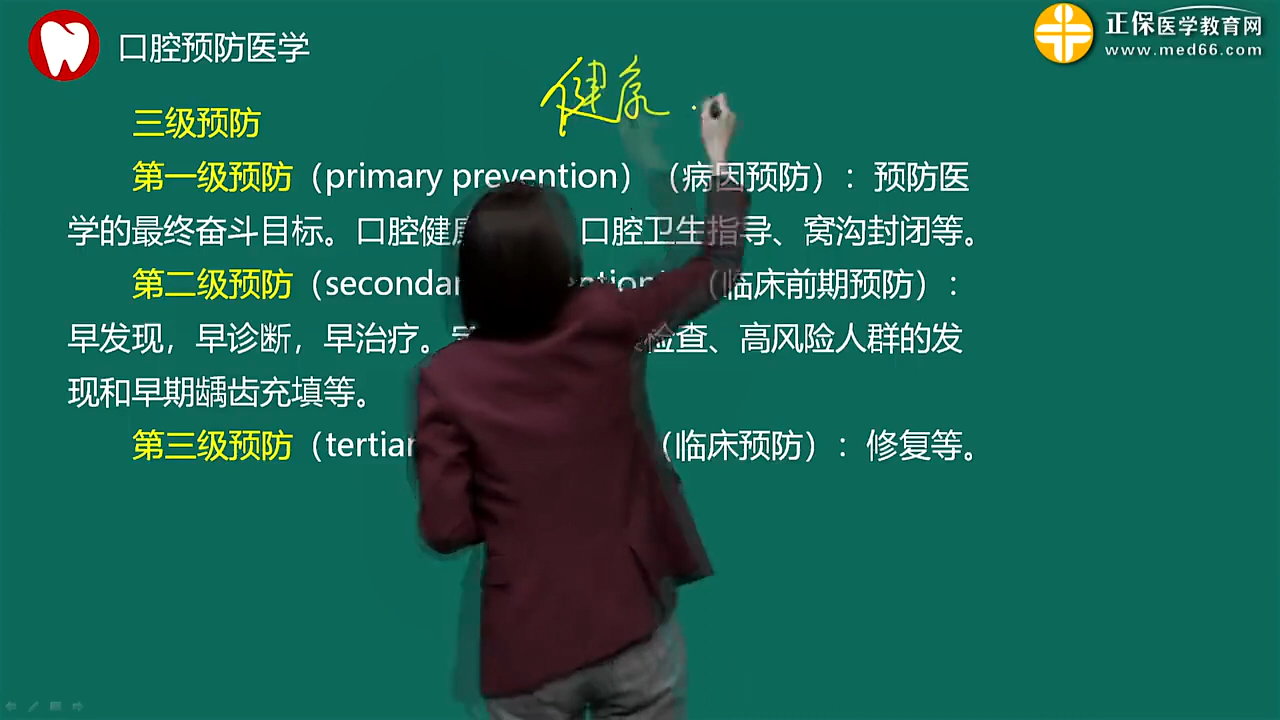 口腔预防医学
正保医学教育网
www.med66.com
健康
三级预防
第一级预防（primary prevention）（病因预防）：预防医
学的最终奋斗目标。口腔健康 口腔卫生指导、窝沟封闭等。
第二级预防（secondar （临床前期预防）：
早发现，早诊断，早治疗。 检查、高风险人群的发
现和早期龋齿充填等。
第三级预防（tertiar （临床预防）：修复等。